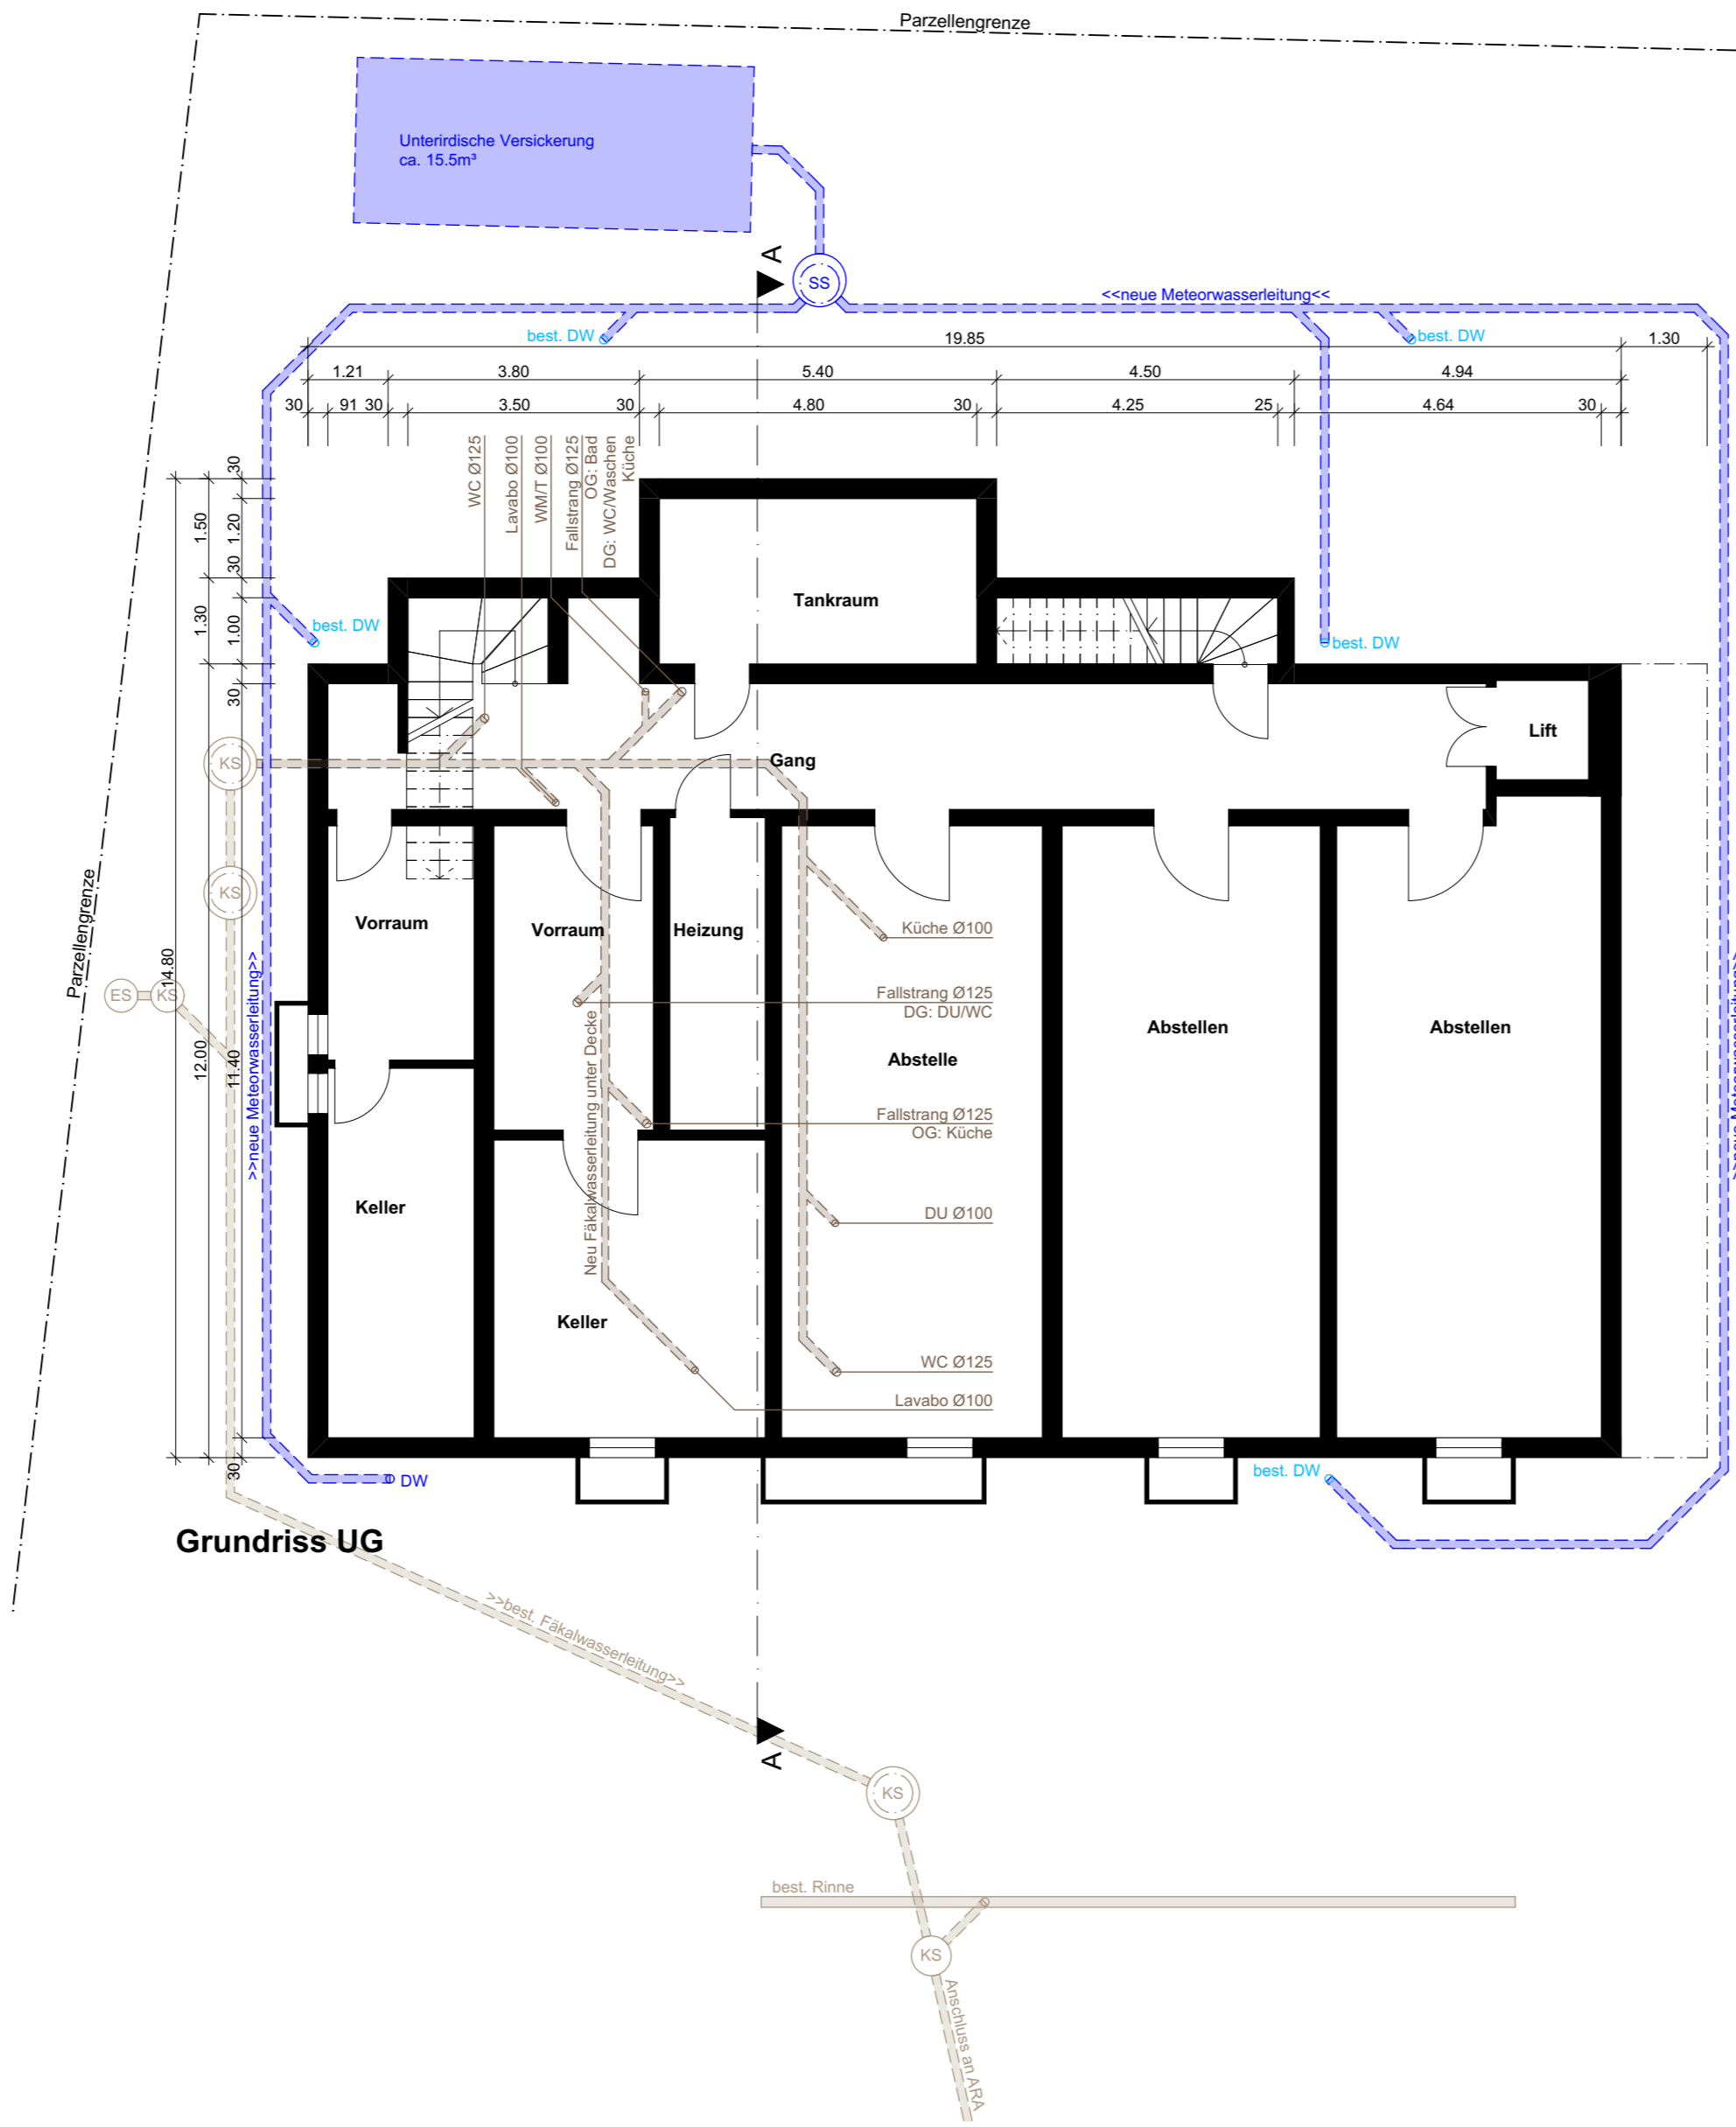 Parzellengrenze
Unterirdische Versickerung
ca. 15.5m³
A
SS
<<neue Meteorwasserleitung<<
best. DW
best. DW
19.85
1.30
1.21
3.80
5.40
4.50
4.94
30
91
30
3.50
30
4.80
30
4.25
25
4.64
30
WC Ø125
Lavabo Ø100
WM/T Ø100
Fallstrang Ø125
OG: Bad
DG: WC/Waschen
Küche
30
1.50
1.20
30
1.30
1.00
30
14.80
12.00
11.40
30
best. DW
best. DW
Tankraum
Lift
Gang
KS
KS
ES
KS
Parzellengrenze
>>neue Meteorwasserleitung>>
>>neue Meteorwasserleitung>>
Vorraum
Vorraum
Heizung
Küche Ø100
Fallstrang Ø125
DG: DU/WC
Abstellen
Abstellen
Abstelle
Fallstrang Ø125
OG: Küche
Neu Fäkalwasserleitung unter Decke
Keller
DU Ø100
Keller
WC Ø125
Lavabo Ø100
DW
best. DW
Grundriss UG
>>best. Fäkalwasserleitung>>
A
KS
best. Rinne
KS
Anschluss an ARA